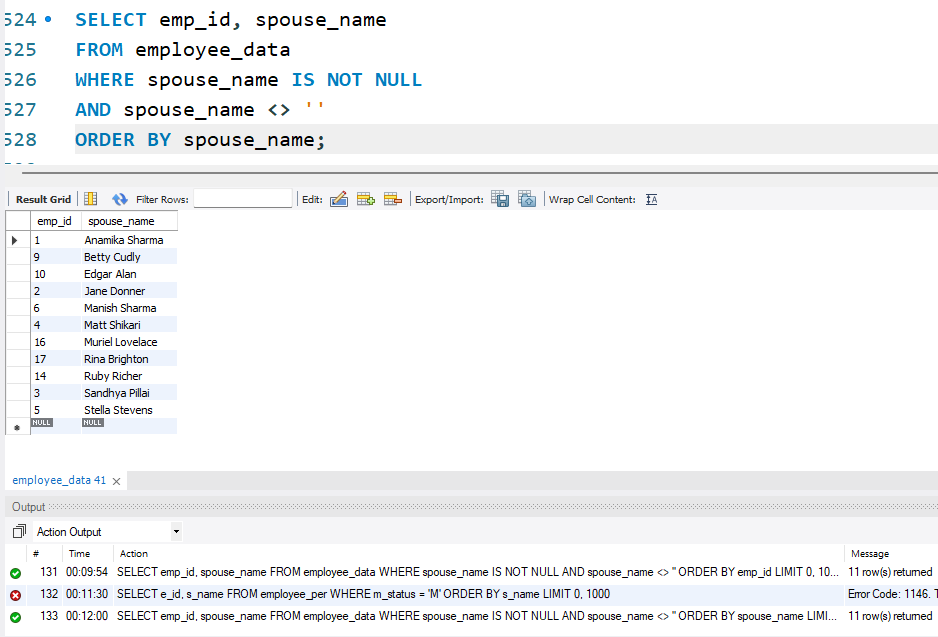 524 SELECT emp_id, spouse_name
525 FROM employee_data
526 WHERE spouse_name IS NOT NULL
527 AND spouse_name <> ''
528 ORDER BY spouse_name;
Result Grid Filter Rows: Edit: Export/Import: Wrap Cell Content: IA
emp_id spouse_name
1 Anamika Sharma
9 Betty Cudly
10 Edgar Alan
2 Jane Donner
6 Manish Sharma
4 Matt Shikari
16 Muriel Lovelace
17 Rina Brighton
14 Ruby Richer
3 Sandhya Pillai
5 Stella Stevens
NULL NULL
employee_data 41
Output
Action Output
# Time Action Message
131 00:09:54 SELECT emp_id, spouse_name FROM employee_data WHERE spouse_name IS NOT NULL AND spouse_name <> '' ORDER BY emp_id LIMIT 0, 10... 11 row(s) returned
132 00:11:30 SELECT e_id, s_name FROM employee_per WHERE m_status = 'M' ORDER BY s_name LIMIT 0, 1000 Error Code: 1146. T
133 00:12:00 SELECT emp_id, spouse_name FROM employee_data WHERE spouse_name IS NOT NULL AND spouse_name <> '' ORDER BY spouse_name LIMI... 11 row(s) returned